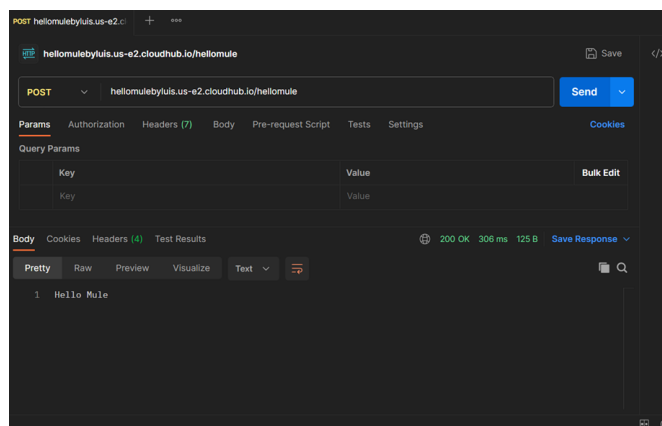 POST hellomulebyluis.us-e2.cl
HTTP hellomulebyluis.us-e2.cloudhub.io/hellomule Save
POST hellomulebyluis.us-e2.cloudhub.io/hellomule Send
Params Authorization Headers (7) Body Pre-request Script Tests Settings Cookies
Query Params
Key Value Bulk Edit
Key Value
Body Cookies Headers (4) Test Results 200 OK 306 ms 125 B Save Response
Pretty Raw Preview Visualize Text
1 Hello Mule